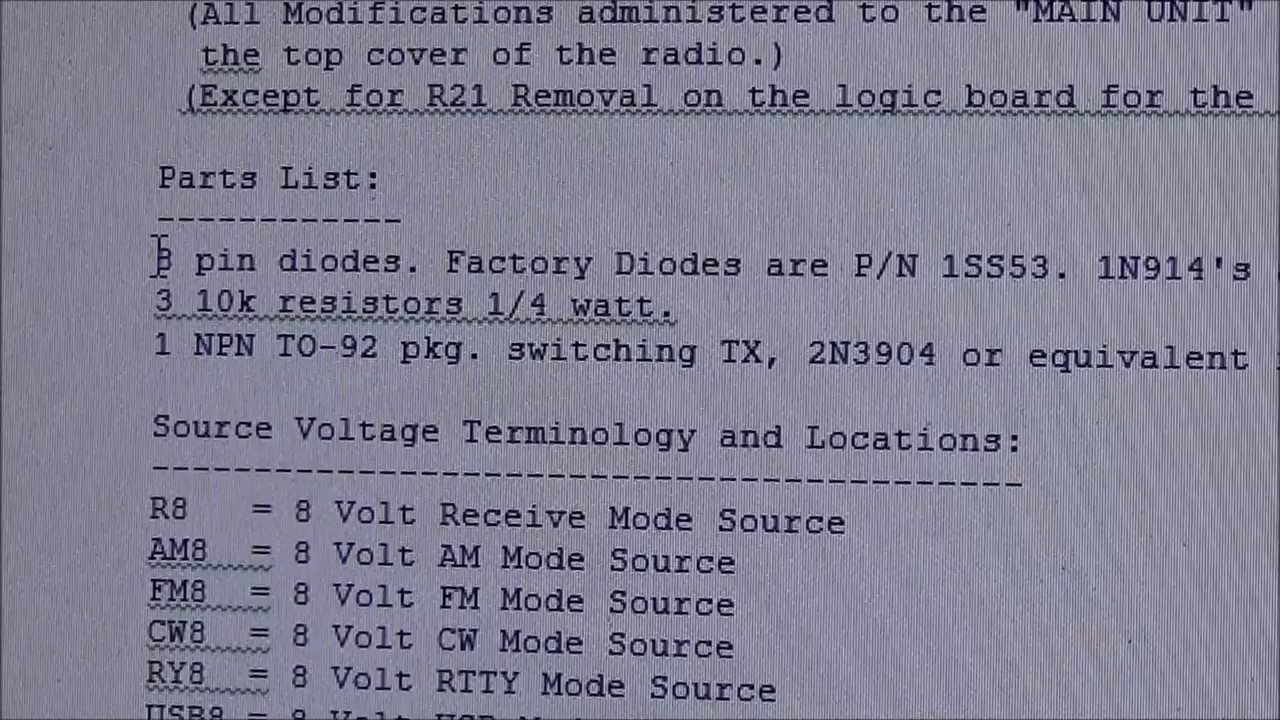 (All Modifications administered to the "MAIN UNIT"
the top cover of the radio.)
(Except for R21 Removal on the logic board for the
Parts List:
------------
pin diodes. Factory Diodes are P/N 1SS53. 1N914's
3 10k resistors 1/4 watt.
1 NPN TO-92 pkg. switching TX, 2N3904 or equivalent
Source Voltage Terminology and Locations:
-----------------------------------------
R8 = 8 Volt Receive Mode Source
AM8 = 8 Volt AM Mode Source
FM8 = 8 Volt FM Mode Source
CW8 = 8 Volt CW Mode Source
RY8 = 8 Volt RTTY Mode Source
USB8 = 8 Volt